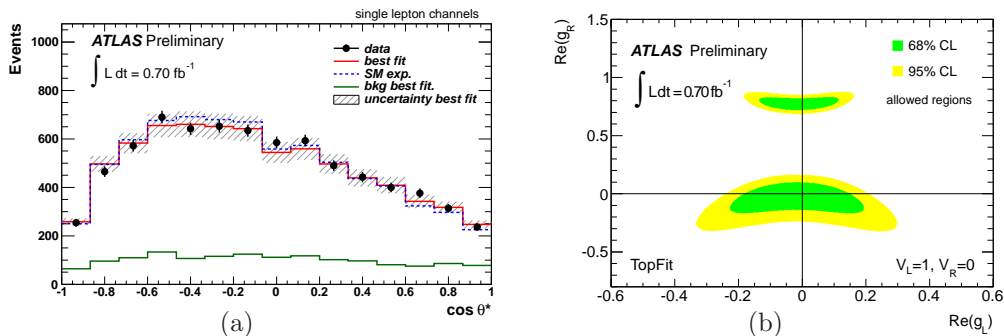 single lepton channels
Events
1000
800
600
400
200
0
ATLAS Preliminary
∫ L dt = 0.70 fb⁻¹
data
best fit
SM exp.
bkg best fit.
uncertainty best fit
-1 -0.8 -0.6 -0.4 -0.2 0 0.2 0.4 0.6 0.8 1
cos θ*
(a)
Re(g_R)
1.5
1
0.5
0
-0.5
ATLAS Preliminary
∫ Ldt = 0.70 fb⁻¹
68% CL
95% CL
allowed regions
TopFit
V_L=1, V_R=0
-0.6 -0.4 -0.2 0 0.2 0.4 0.6
Re(g_L)
(b)